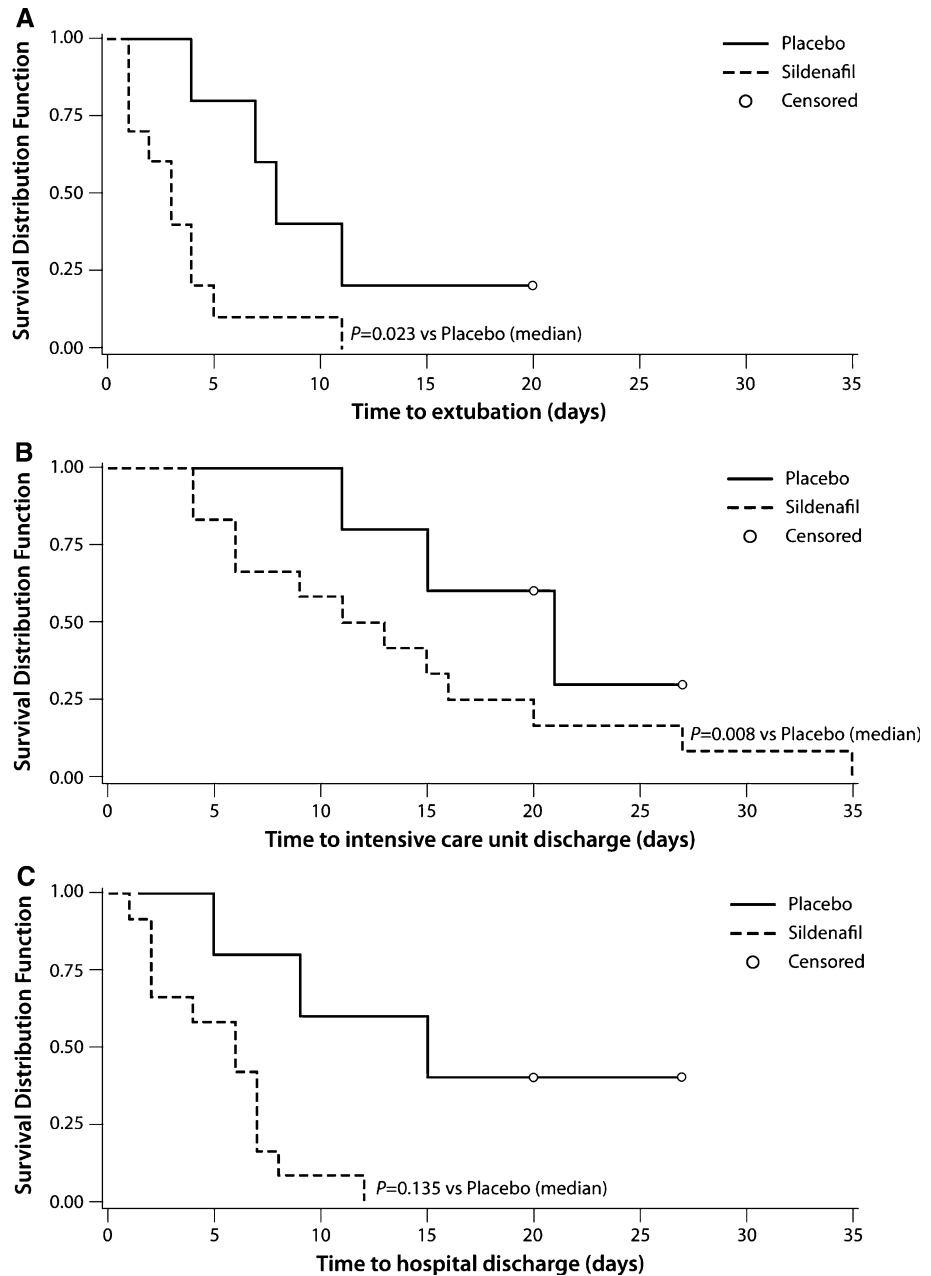 A
Survival Distribution Function
1.00
0.75
0.50
0.25
0.00
Placebo
Sildenafil
Censored
P=0.023 vs Placebo (median)
0 5 10 15 20 25 30 35
Time to extubation (days)
B
Survival Distribution Function
1.00
0.75
0.50
0.25
0.00
Placebo
Sildenafil
Censored
P=0.008 vs Placebo (median)
0 5 10 15 20 25 30 35
Time to intensive care unit discharge (days)
C
Survival Distribution Function
1.00
0.75
0.50
0.25
0.00
Placebo
Sildenafil
Censored
P=0.135 vs Placebo (median)
0 5 10 15 20 25 30 35
Time to hospital discharge (days)